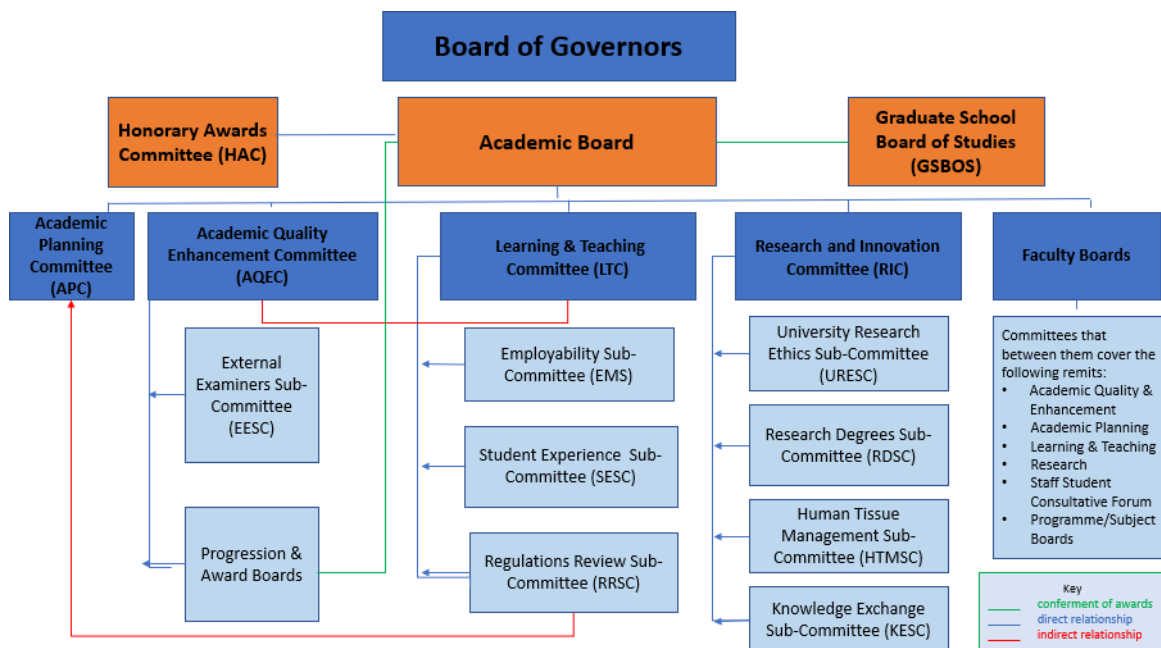 Board of Governors
Honorary Awards
Committee (HAC)
Academic Board
Graduate School
Board of Studies
(GSBOS)
Academic
Planning
Committee
(APC)
Academic Quality
Enhancement Committee
(AQEC)
Learning & Teaching
Committee (LTC)
Research and Innovation
Committee (RIC)
Faculty Boards
External
Examiners Sub-
Committee
(EESC)
Progression &
Award Boards
Employability Sub-
Committee (EMS)
Student Experience Sub-
Committee (SESC)
Regulations Review Sub-
Committee (RRSC)
University Research
Ethics Sub-Committee
(URESC)
Research Degrees Sub-
Committee (RDSC)
Human Tissue
Management Sub-
Committee (HTMSC)
Knowledge Exchange
Sub-Committee (KESC)
Committees that
between them cover the
following remits:
• Academic Quality &
Enhancement
• Academic Planning
• Learning & Teaching
• Research
• Staff Student
Consultative Forum
• Programme/Subject
Boards
Key
conferment of awards
direct relationship
indirect relationship